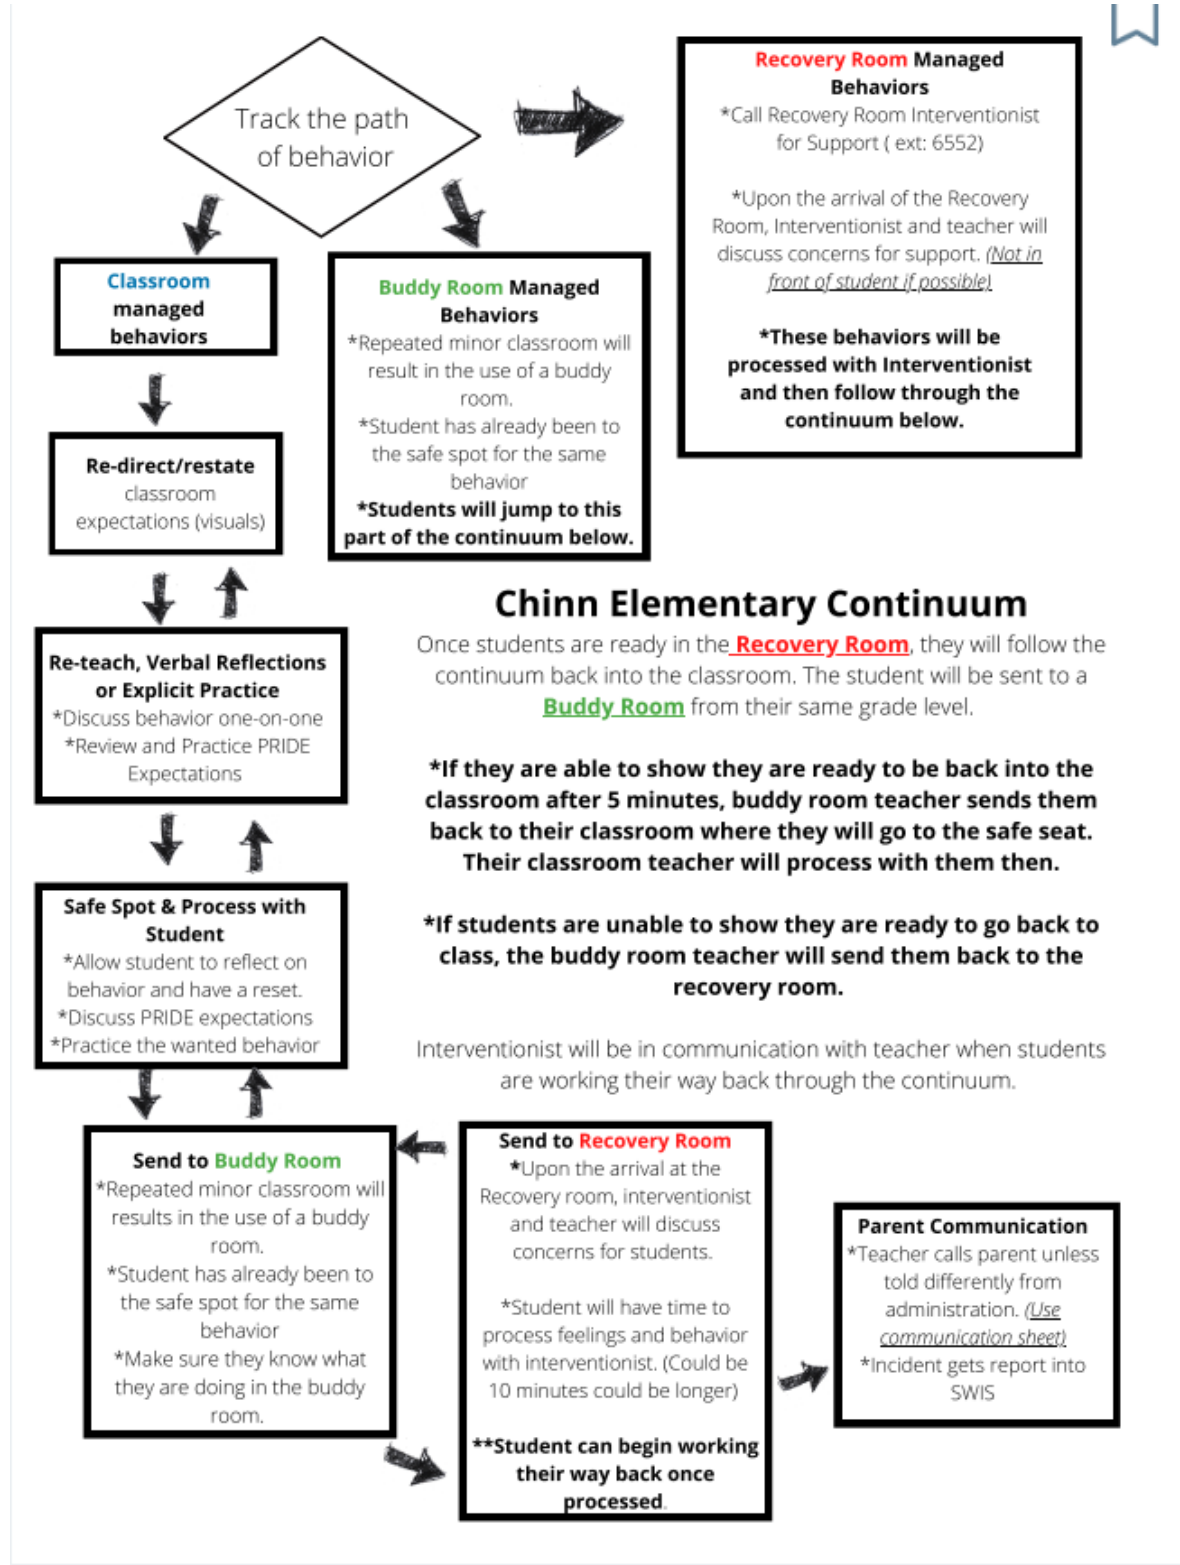 Track the path
of behavior
Recovery Room Managed
Behaviors
*Call Recovery Room Interventionist
for Support ( ext: 6552)
*Upon the arrival of the Recovery
Room, Interventionist and teacher will
discuss concerns for support. (Not in
front of student if possible)
*These behaviors will be
processed with Interventionist
and then follow through the
continuum below.
Classroom
managed
behaviors
Buddy Room Managed
Behaviors
*Repeated minor classroom will
result in the use of a buddy
room.
*Student has already been to
the safe spot for the same
behavior
*Students will jump to this
part of the continuum below.
Re-direct/restate
classroom
expectations (visuals)
Re-teach, Verbal Reflections
or Explicit Practice
*Discuss behavior one-on-one
*Review and Practice PRIDE
Expectations
Safe Spot & Process with
Student
*Allow student to reflect on
behavior and have a reset.
*Discuss PRIDE expectations
*Practice the wanted behavior
Chinn Elementary Continuum
Once students are ready in the Recovery Room, they will follow the
continuum back into the classroom. The student will be sent to a
Buddy Room from their same grade level.
*If they are able to show they are ready to be back into the
classroom after 5 minutes, buddy room teacher sends them
back to their classroom where they will go to the safe seat.
Their classroom teacher will process with them then.
*If students are unable to show they are ready to go back to
class, the buddy room teacher will send them back to the
recovery room.
Interventionist will be in communication with teacher when students
are working their way back through the continuum.
Send to Buddy Room
*Repeated minor classroom will
results in the use of a buddy
room.
*Student has already been to
the safe spot for the same
behavior
*Make sure they know what
they are doing in the buddy
room.
Send to Recovery Room
*Upon the arrival at the
Recovery room, interventionist
and teacher will discuss
concerns for students.
*Student will have time to
process feelings and behavior
with interventionist. (Could be
10 minutes could be longer)
**Student can begin working
their way back once
processed.
Parent Communication
*Teacher calls parent unless
told differently from
administration. (Use
communication sheet)
*Incident gets report into
SWIS